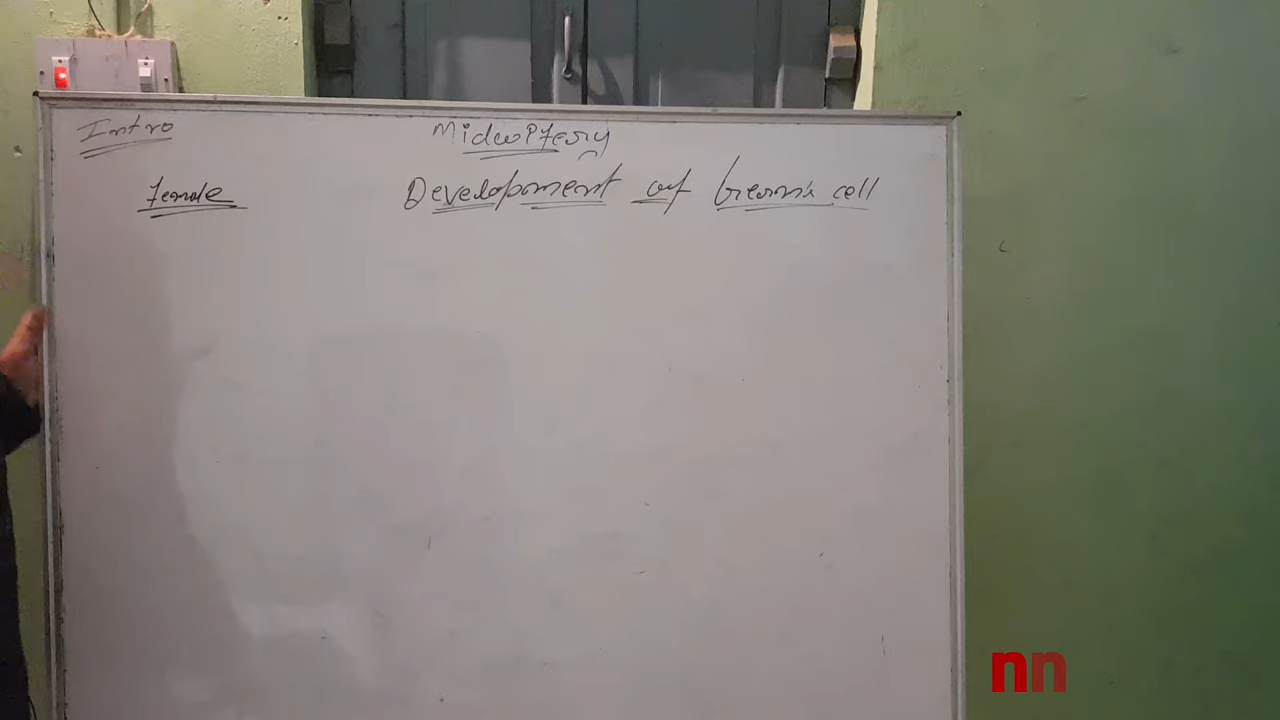 Intro
Midwifery
Female
Development of Germ cell
nn